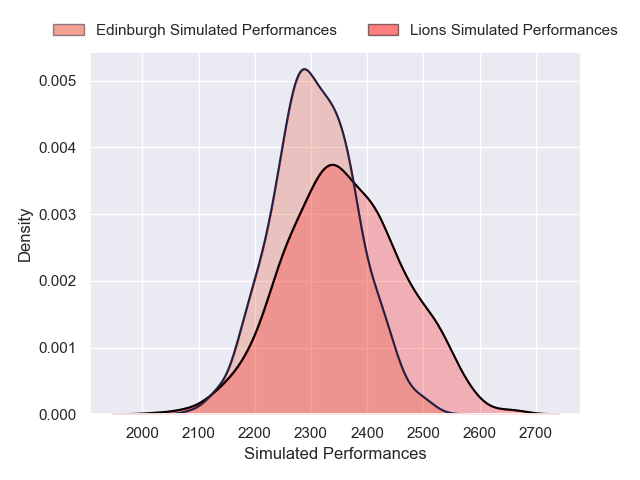 Edinburgh Simulated Performances
Lions Simulated Performances
0.005
0.004
0.003
0.002
0.001
0.000
Density
2000 2100 2200 2300 2400 2500 2600 2700
Simulated Performances